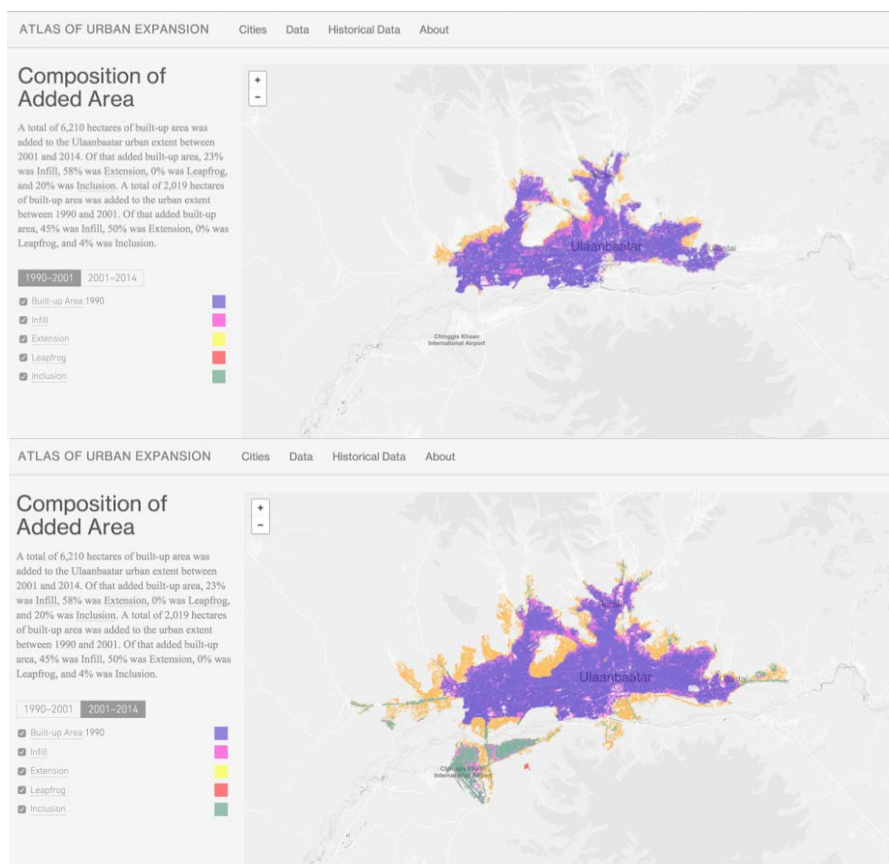 ATLAS OF URBAN EXPANSION Cities Data Historical Data About
Composition of
Added Area
A total of 6,210 hectares of built-up area was
added to the Ulaanbaatar urban extent between
2001 and 2014. Of that added built-up area, 23%
was Infill, 58% was Extension, 0% was Leapfrog,
and 20% was Inclusion. A total of 2,019 hectares
of built-up area was added to the urban extent
between 1990 and 2001. Of that added built-up
area, 45% was Infill, 50% was Extension, 0% was
Leapfrog, and 4% was Inclusion.
1990–2001 2001–2014
Built-up Area 1990
Infill
Extension
Leapfrog
Inclusion
+
−
Ulaanbaatar
Chinggis Khaan
International Airport
ATLAS OF URBAN EXPANSION Cities Data Historical Data About
Composition of
Added Area
A total of 6,210 hectares of built-up area was
added to the Ulaanbaatar urban extent between
2001 and 2014. Of that added built-up area, 23%
was Infill, 58% was Extension, 0% was Leapfrog,
and 20% was Inclusion. A total of 2,019 hectares
of built-up area was added to the urban extent
between 1990 and 2001. Of that added built-up
area, 45% was Infill, 50% was Extension, 0% was
Leapfrog, and 4% was Inclusion.
1990–2001 2001–2014
Built-up Area 1990
Infill
Extension
Leapfrog
Inclusion
+
−
Ulaanbaatar
Chinggis Khaan
International Airport